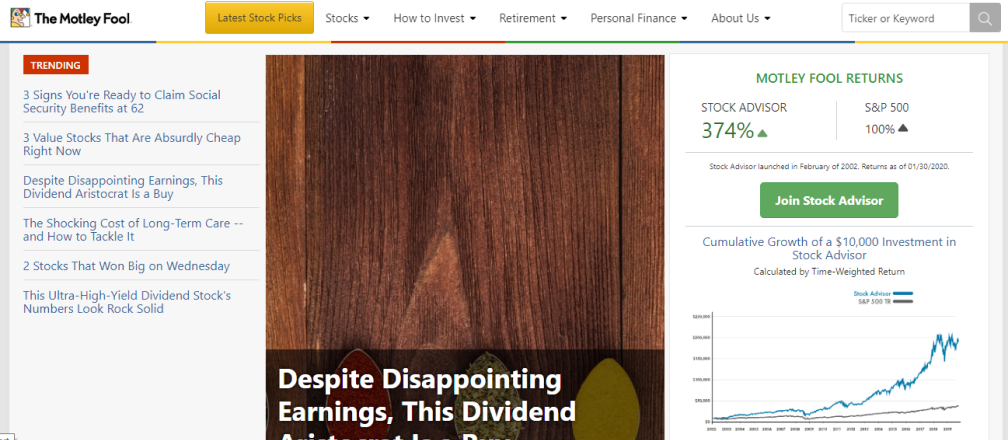 The Motley Fool.
Latest Stock Picks
Stocks
How to Invest
Retirement
Personal Finance
About Us
Ticker or Keyword
TRENDING
3 Signs You're Ready to Claim Social
Security Benefits at 62
3 Value Stocks That Are Absurdly Cheap
Right Now
Despite Disappointing Earnings, This
Dividend Aristocrat Is a Buy
The Shocking Cost of Long-Term Care --
and How to Tackle It
2 Stocks That Won Big on Wednesday
This Ultra-High-Yield Dividend Stock's
Numbers Look Rock Solid
Despite Disappointing
Earnings, This Dividend
Aristocrat Is a Buy
MOTLEY FOOL RETURNS
STOCK ADVISOR
S&P 500
374%
100%
Stock Advisor launched in February of 2002. Returns as of 01/30/2020.
Join Stock Advisor
Cumulative Growth of a $10,000 Investment in
Stock Advisor
Calculated by Time-Weighted Return
Stock Advisor
S&P 500 TR
$250,000
$200,000
$150,000
$100,000
$50,000
$0
2002 2003 2004 2005 2006 2007 2008 2009 2010 2011 2012 2013 2014 2015 2016 2017 2018 2019